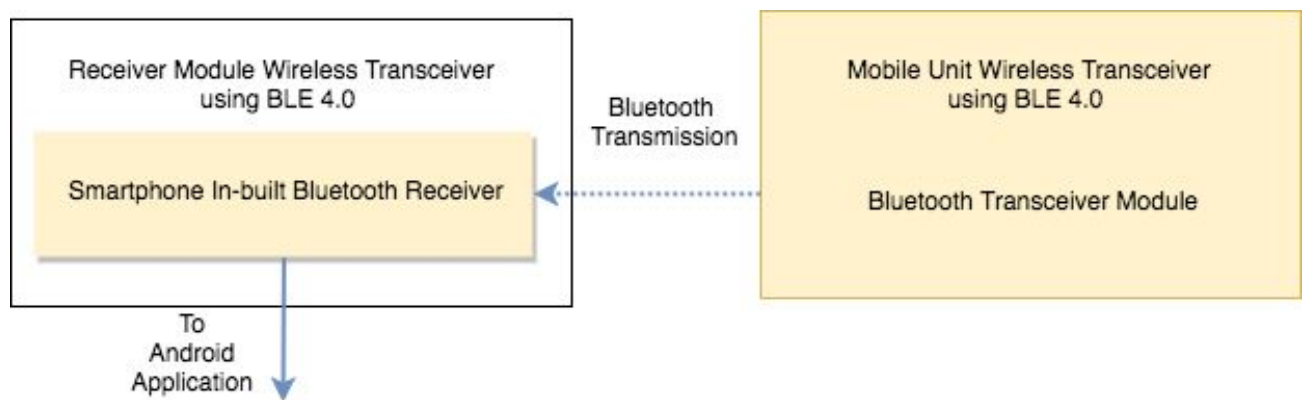 Receiver Module Wireless Transceiver
using BLE 4.0
Smartphone In-built Bluetooth Receiver
To
Android
Application
Bluetooth
Transmission
Mobile Unit Wireless Transceiver
using BLE 4.0
Bluetooth Transceiver Module